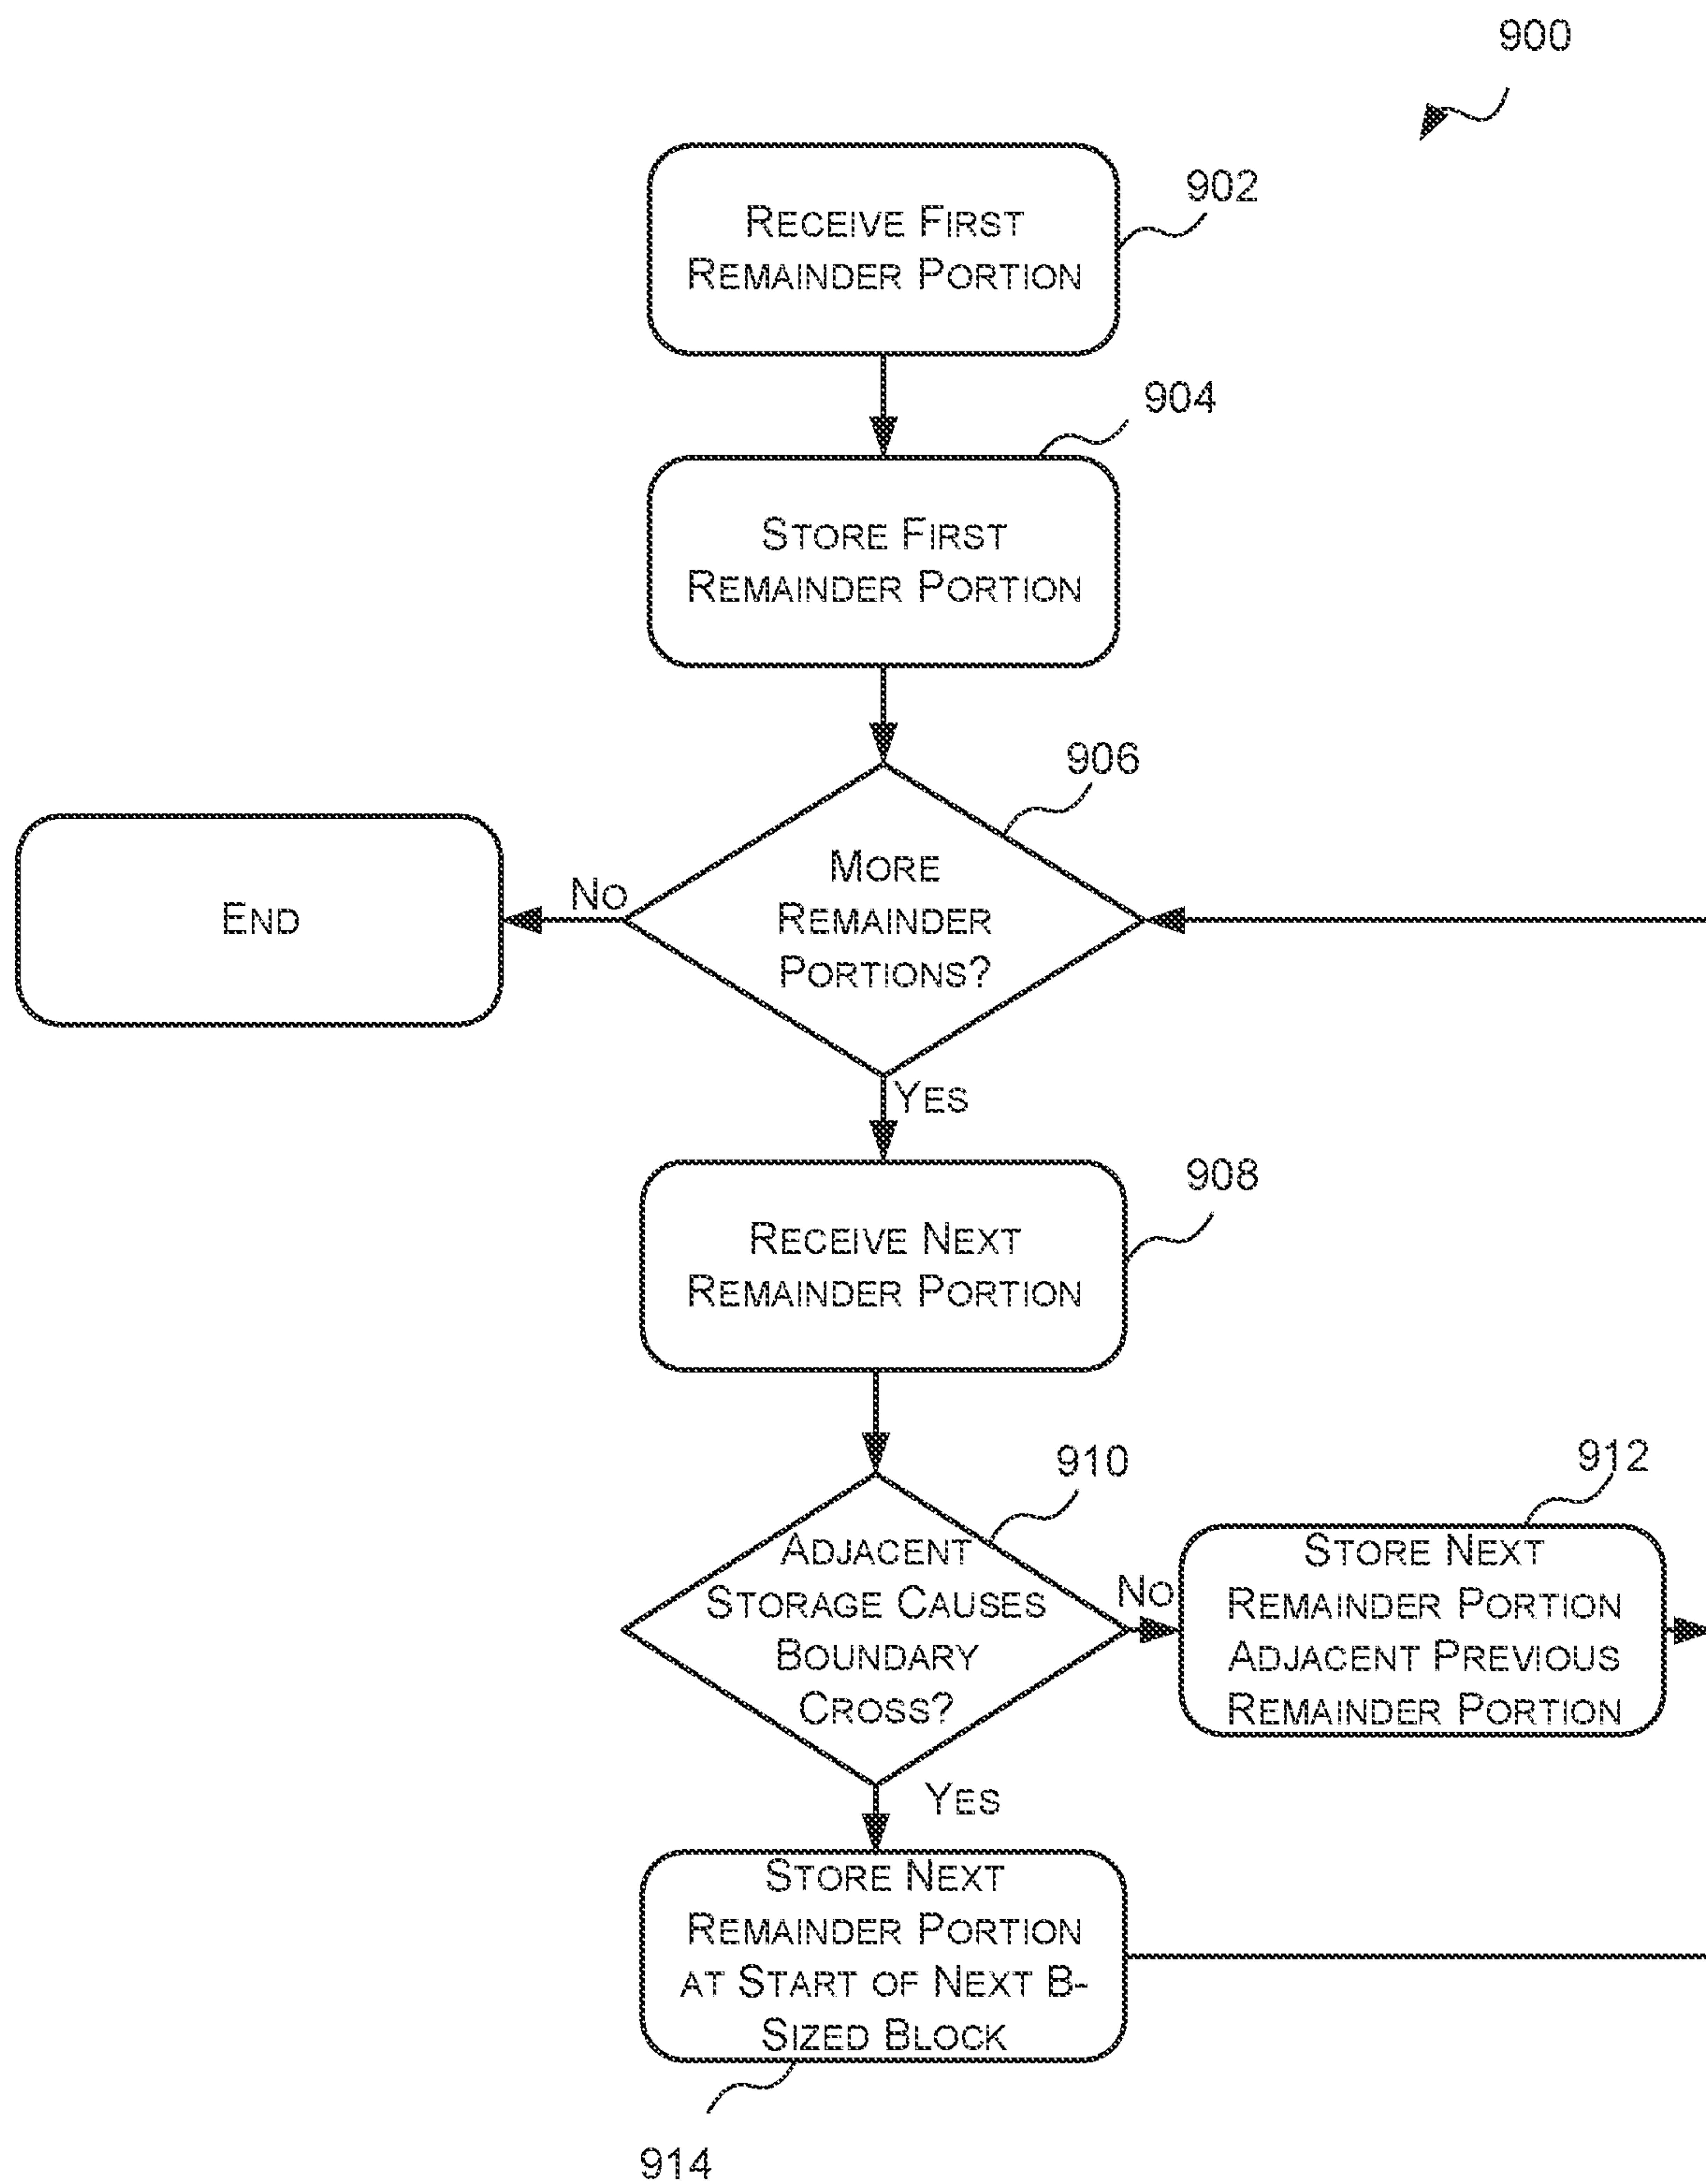 900
RECEIVE FIRST
REMAINDER PORTION
902
904
STORE FIRST
REMAINDER PORTION
906
MORE
REMAINDER
PORTIONS?
NO
END
YES
908
RECEIVE NEXT
REMAINDER PORTION
910
ADJACENT
STORAGE CAUSES
BOUNDARY
CROSS?
NO
912
STORE NEXT
REMAINDER PORTION
ADJACENT PREVIOUS
REMAINDER PORTION
YES
STORE NEXT
REMAINDER PORTION
AT START OF NEXT B-
SIZED BLOCK
914